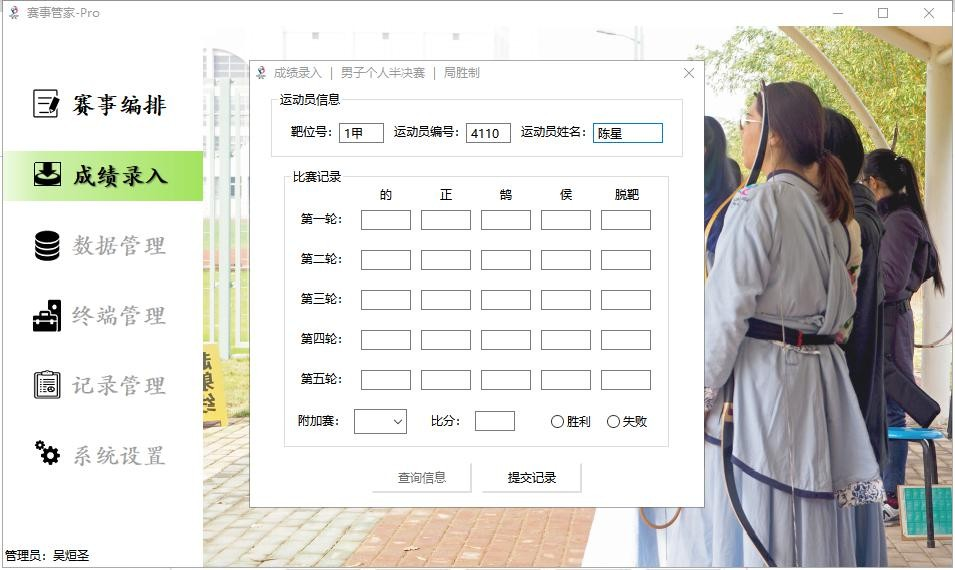 赛事管家-Pro
赛事编排
成绩录入
数据管理
终端管理
记录管理
系统设置
管理员：吴烜圣
成绩录入 | 男子个人半决赛 | 局胜制
运动员信息
靶位号： 1甲 运动员编号： 4110 运动员姓名： 陈星
比赛记录
的 正 鹄 侯 脱靶
第一轮：
第二轮：
第三轮：
第四轮：
第五轮：
附加赛： 比分： 胜利 失败
查询信息 提交记录